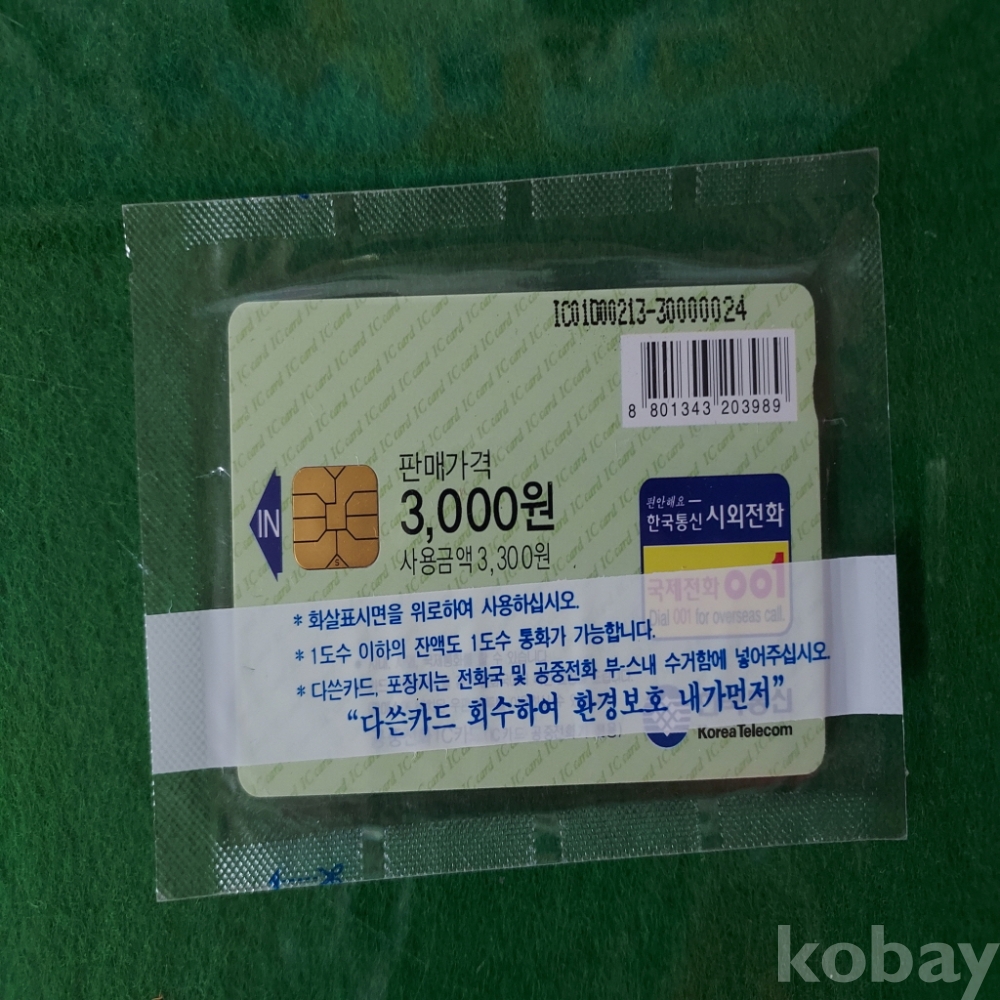 IC01D00213-30000024
8 801343 203989
판매가격
3,000원
사용금액 3,300원
IN
편안해요
한국통신 시외전화
국제전화 001
Dial 001 for overseas call.
* 화살표시면을 위로하여 사용하십시오.
* 1도수 이하의 잔액도 1도수 통화가 가능합니다.
* 다쓴카드, 포장지는 전화국 및 공중전화 부-스내 수거함에 넣어주십시오.
“다쓴카드 회수하여 환경보호 내가먼저”
Korea Telecom
kobay